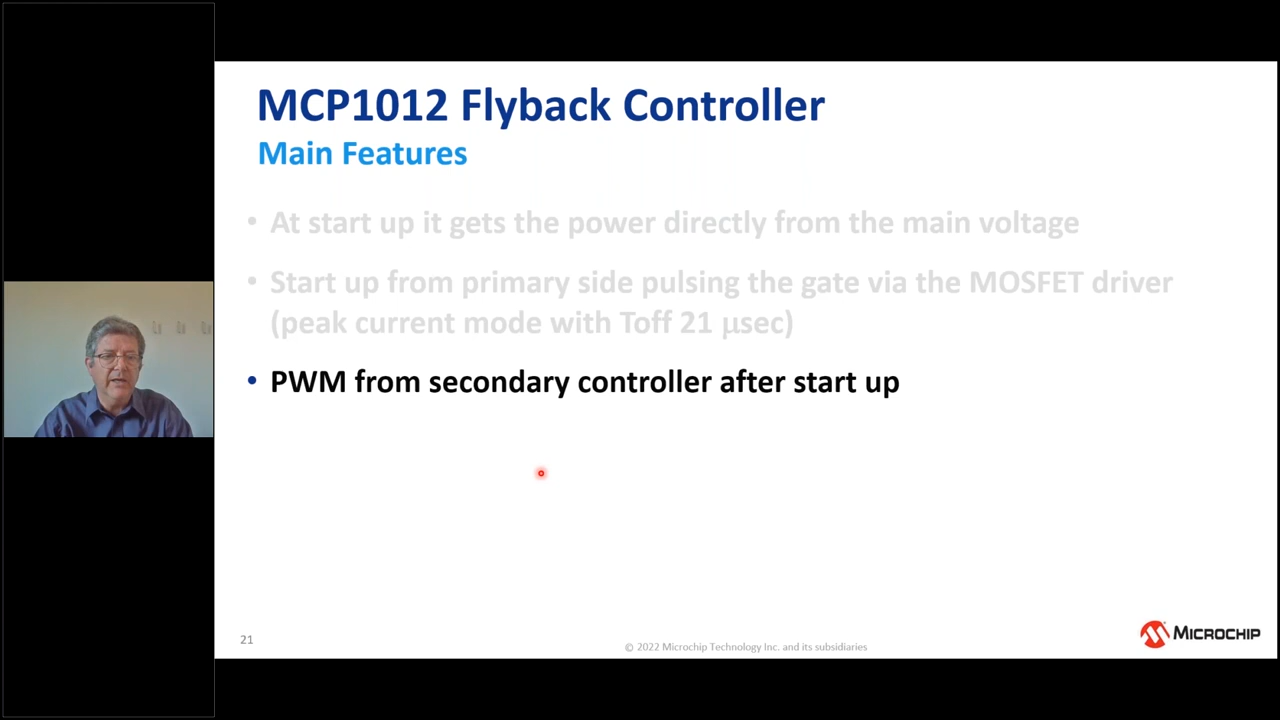 MCP1012 Flyback Controller
Main Features
• At start up it gets the power directly from the main voltage
• Start up from primary side pulsing the gate via the MOSFET driver
(peak current mode with Toff 21 µsec)
• PWM from secondary controller after start up
21
© 2022 Microchip Technology Inc. and its subsidiaries
MICROCHIP